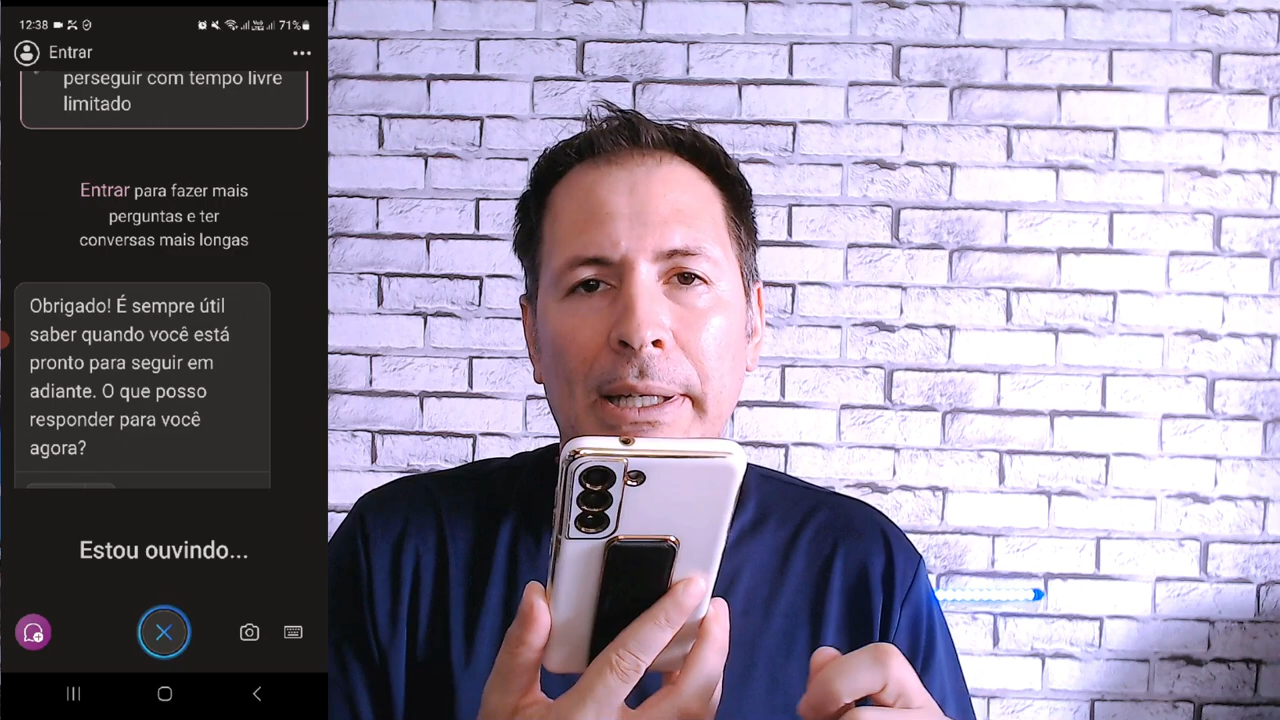 12:38
71%
Entrar
perseguir com tempo livre
limitado
Entrar para fazer mais
perguntas e ter
conversas mais longas
Obrigado! É sempre útil
saber quando você está
pronto para seguir em
adiante. O que posso
responder para você
agora?
Estou ouvindo...